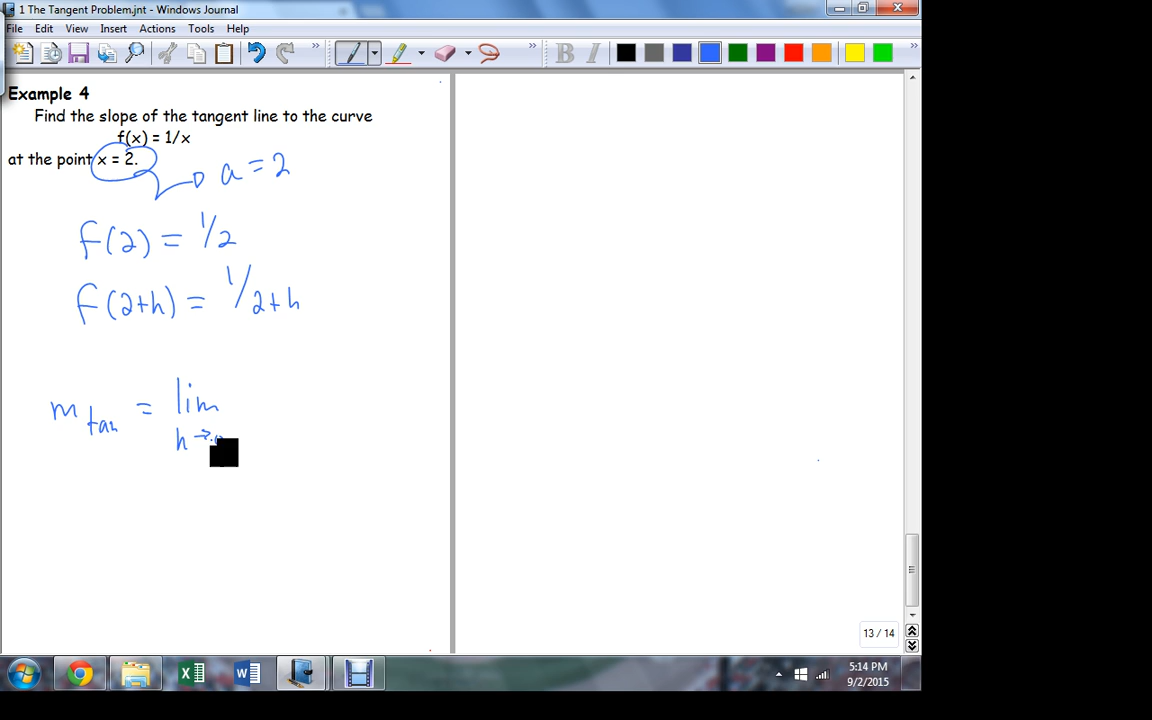 1 The Tangent Problem.jnt - Windows Journal
File Edit View Insert Actions Tools Help
» » B I »
Example 4
Find the slope of the tangent line to the curve
f(x) = 1/x
at the point x = 2.
a = 2
f(2) = 1/2
f(2+h) = 1/2+h
m tan = lim
h→
13 / 14
5:14 PM
9/2/2015